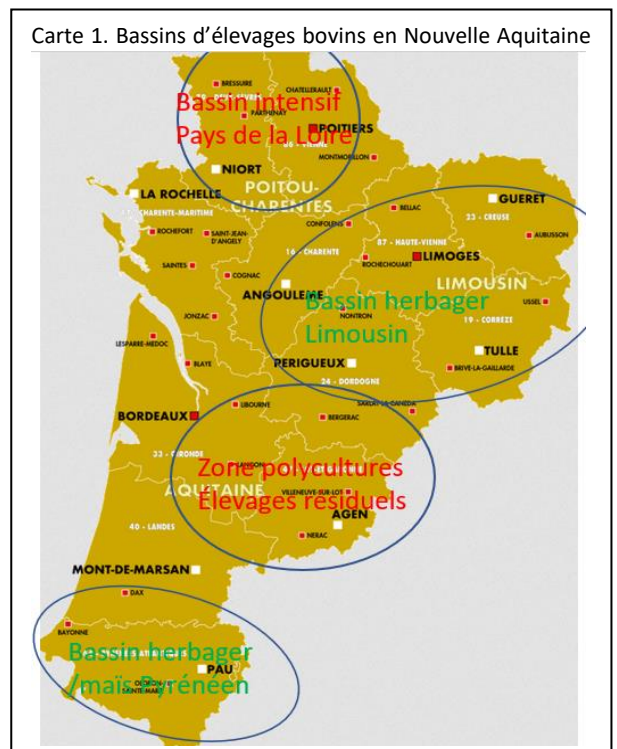 Carte 1. Bassins d'élevages bovins en Nouvelle Aquitaine
BRESSUIRE
CHATELLERAULT
Bassin intensif
PARTHENAY
Pays de la Loire
POITIERS
MONTMORILLON
NIORT
LA ROCHELLE
POITOU-
CHARENTES
GUERET
BELLAC
23 - CREUSE
CONFOLENS
ROCHEFORT
SAINT-JEAN-
D'ANGELY
16 - CHARENTE
87 - HAUTE-VIENNE
AUBUSSON
ROCHECHOUART
LIMOGES
SAINTES
COGNAC
ANGOULEME
LIMOUSIN
Bassin herbager
USSEL
JONZAC
NONTRON
Limousin
19 - CORREZE
LESPARRE-MEDOC
TULLE
BLAYE
PERIGUEUX
BRIVE-LA-GAILLARDE
24 - DORDOGNE
LIBOURNE
SARLAT-LA-CANEDA
BORDEAUX
BERGERAC
33 - GIRONDE
Zone polycultures
AQUITAINE
VILLENEUVE-SUR-LOT
Élevages résiduels
AGEN
40 - LANDES
NERAC
MONT-DE-MARSAN
DAX
BAYONNE
Bassin herbager
PAU
/maïs Pyrénéen